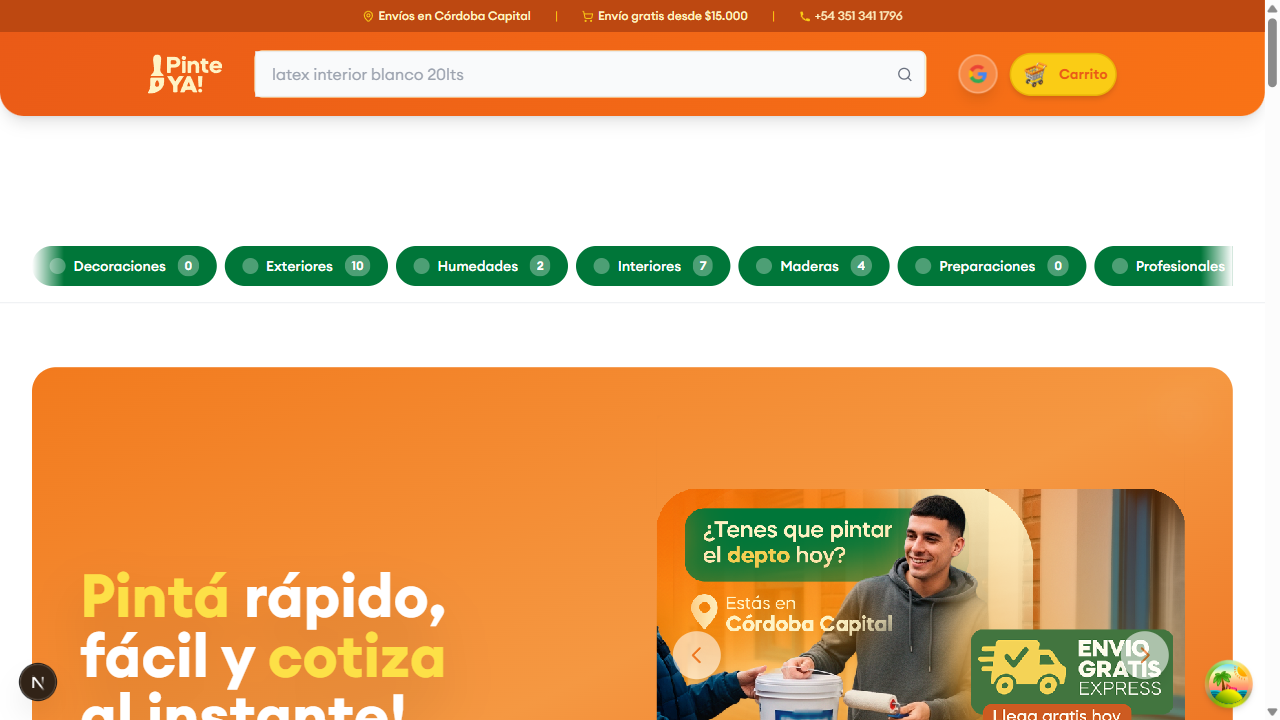 Envíos en Córdoba Capital
Envío gratis desde $15.000
+54 351 341 1796
Pinte
YA!
latex interior blanco 20lts
Carrito
Decoraciones 0
Exteriores 10
Humedades 2
Interiores 7
Maderas 4
Preparaciones 0
Profesionales
Pintá rápido,
fácil y cotiza
al instante!
¿Tenes que pintar
el depto hoy?
Estás en
Córdoba Capital
ENVIO
GRATIS
EXPRESS
Llega gratis hoy
N